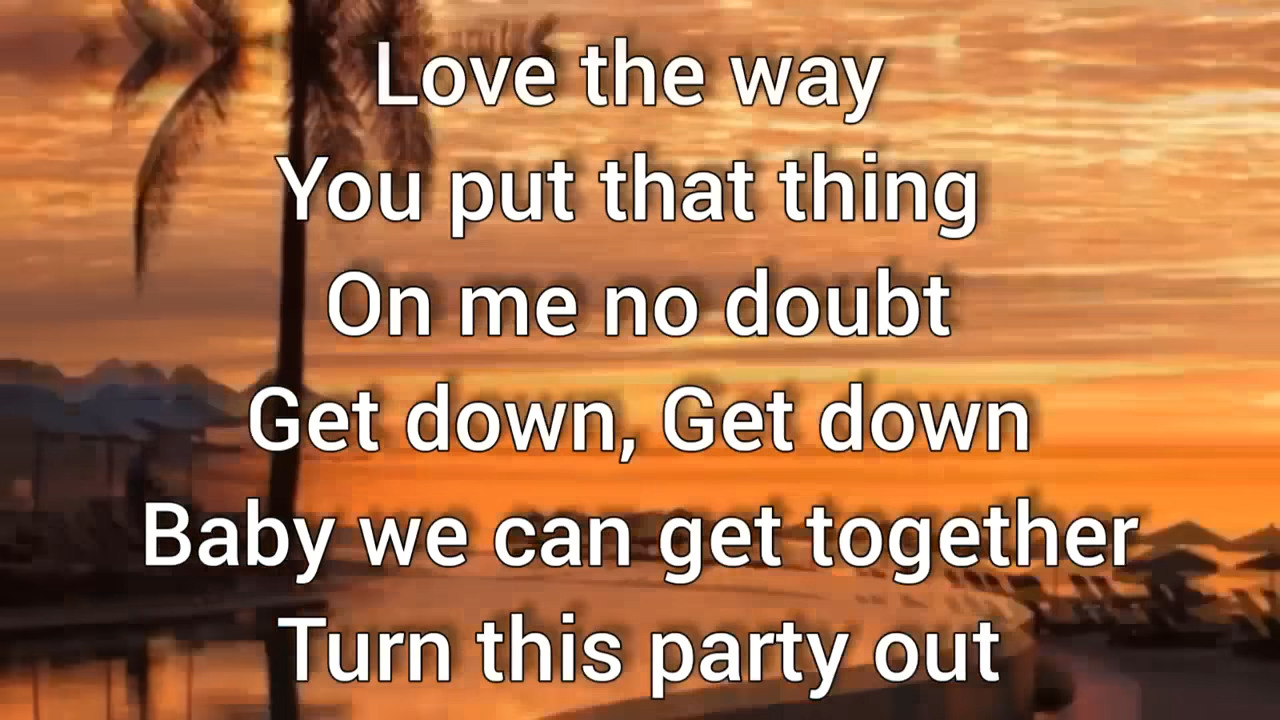 Love the way
You put that thing
On me no doubt
Get down, Get down
Baby we can get together
Turn this party out